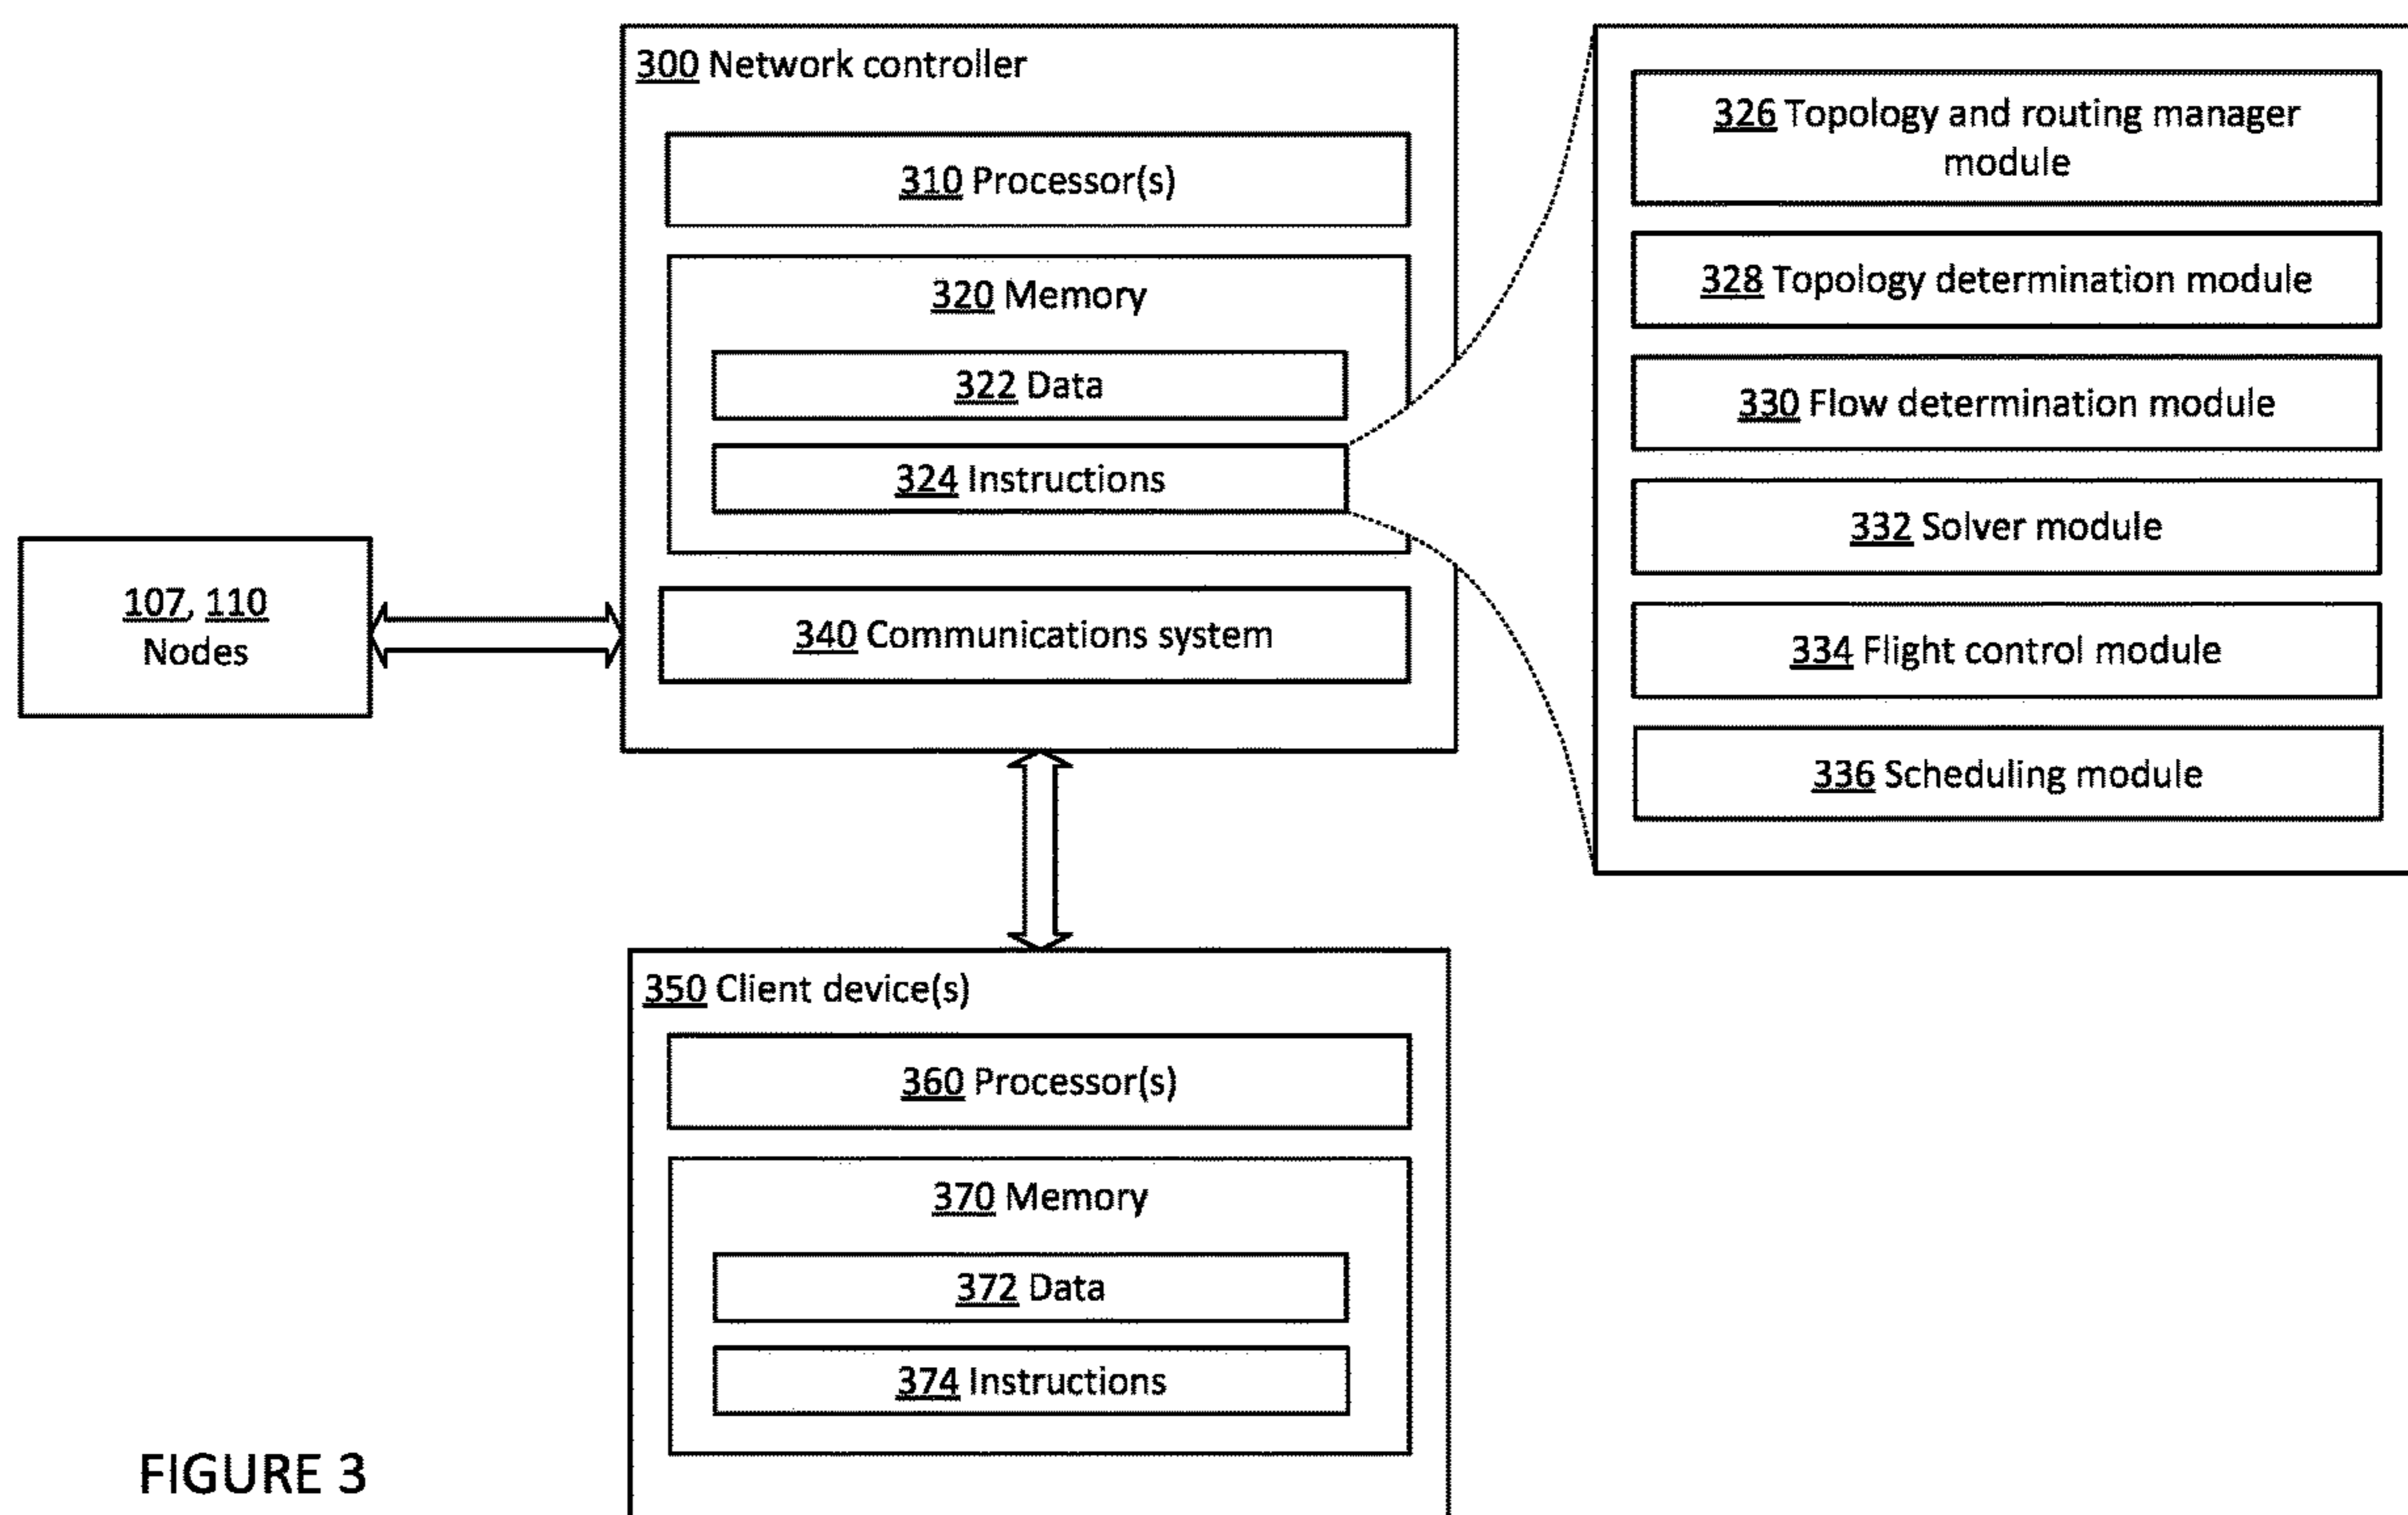 300 Network controller
310 Processor(s)
320 Memory
322 Data
324 Instructions
340 Communications system
107, 110
Nodes
326 Topology and routing manager
module
328 Topology determination module
330 Flow determination module
332 Solver module
334 Flight control module
336 Scheduling module
350 Client device(s)
360 Processor(s)
370 Memory
372 Data
374 Instructions
FIGURE 3